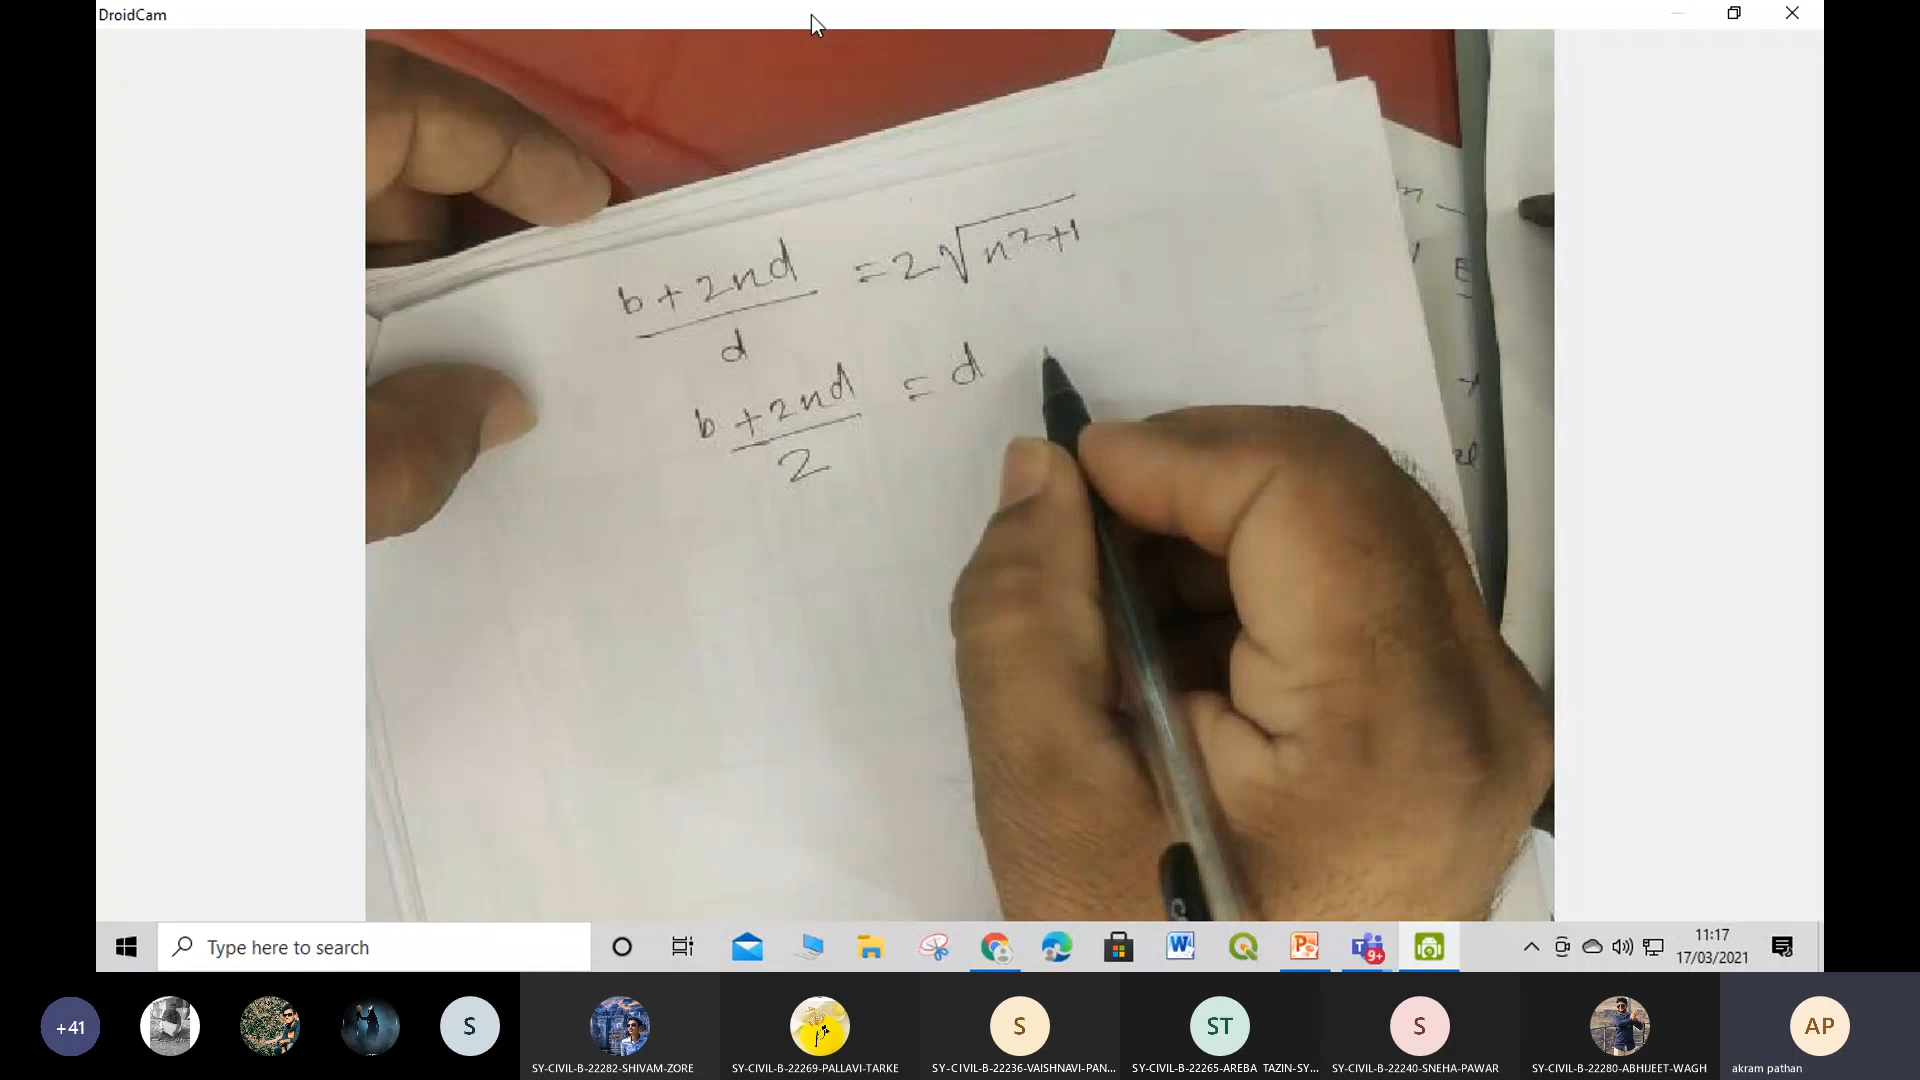 DroidCam
b + 2nd / d = 2√n²+1
b + 2nd / 2 = d
Type here to search
9+
11:17
17/03/2021
+41
S
S
ST
S
AP
SY-CIVIL-B-22282-SHIVAM-ZORE
SY-CIVIL-B-22269-PALLAVI-TARKE
SY-CIVIL-B-22236-VAISHNAVI-PAN...
SY-CIVIL-B-22265-AREBA TAZIN-SY...
SY-CIVIL-B-22240-SNEHA-PAWAR
SY-CIVIL-B-22280-ABHIJEET-WAGH
akram pathan